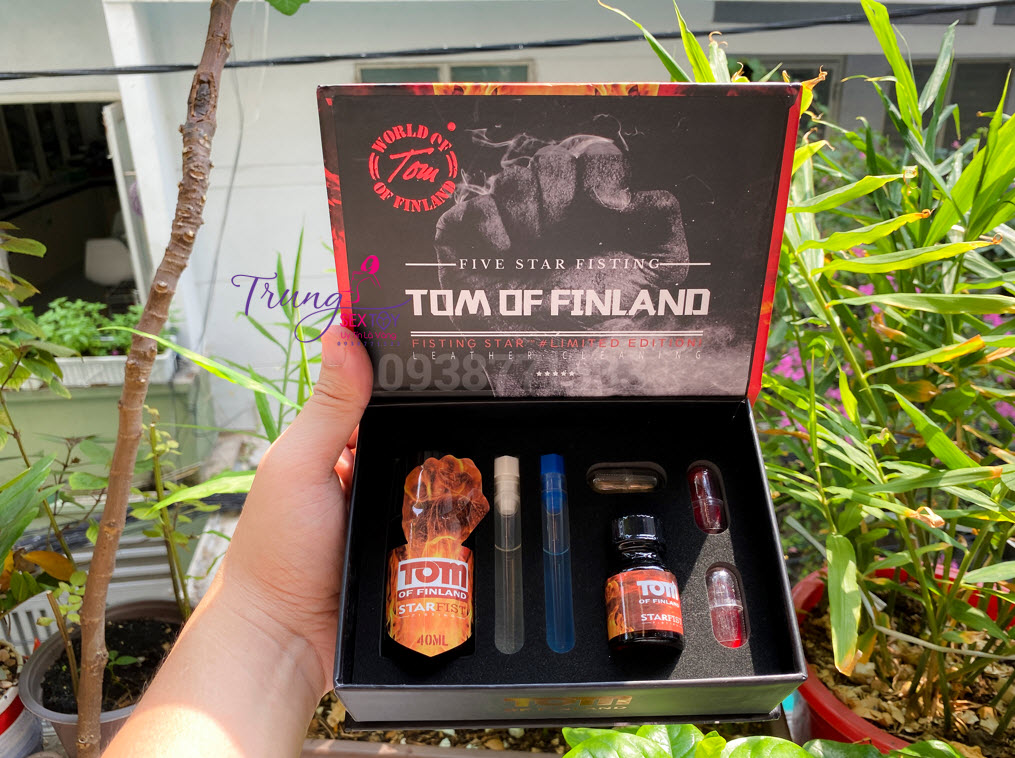 WORLD OF
Tom
OF FINLAND
FIVE STAR FISTING
TOM OF FINLAND
FISTING STAR #LIMITED EDITION/
LEATHER CLEANING
Trung
SEXTOY
TOM
OF FINLAND
STARFIST
40ML
TOM
OF FINLAND
STARFIST